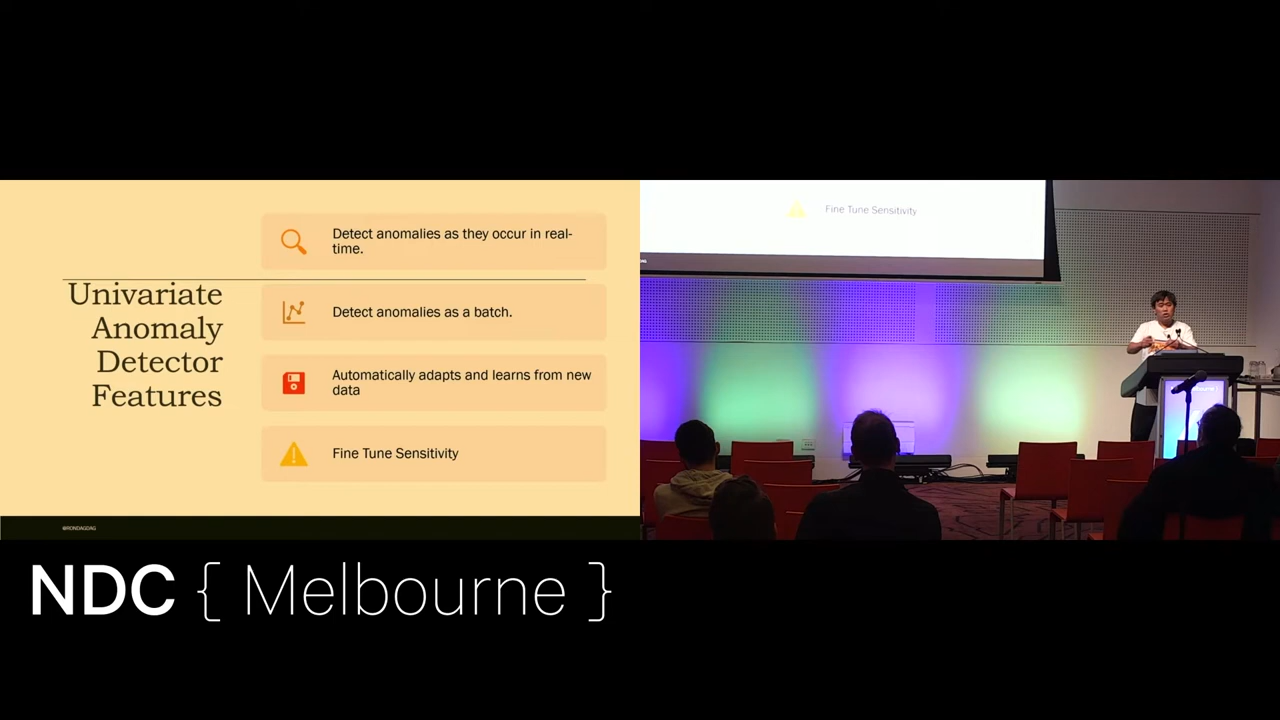 Univariate
Anomaly
Detector
Features
Detect anomalies as they occur in real-
time.
Detect anomalies as a batch.
Automatically adapts and learns from new
data
Fine Tune Sensitivity
@RONDAGDAG
Fine Tune Sensitivity
NDC { Melbourne }